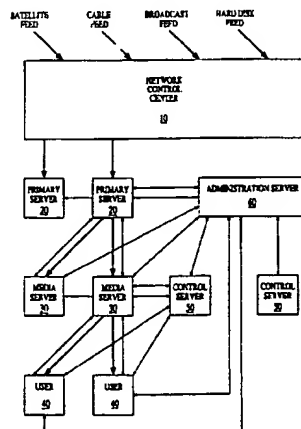 SATELLITE FEED
CABLE FEED
BROADCAST FEED
HARD DISK FEED
NETWORK
CONTROL
CENTER
10
PRIMARY
SERVER
20
PRIMARY
SERVER
20
ADMINISTRATION SERVER
60
MEDIA
SERVER
30
MEDIA
SERVER
30
CONTROL
SERVER
50
CONTROL
SERVER
50
USER
40
USER
40